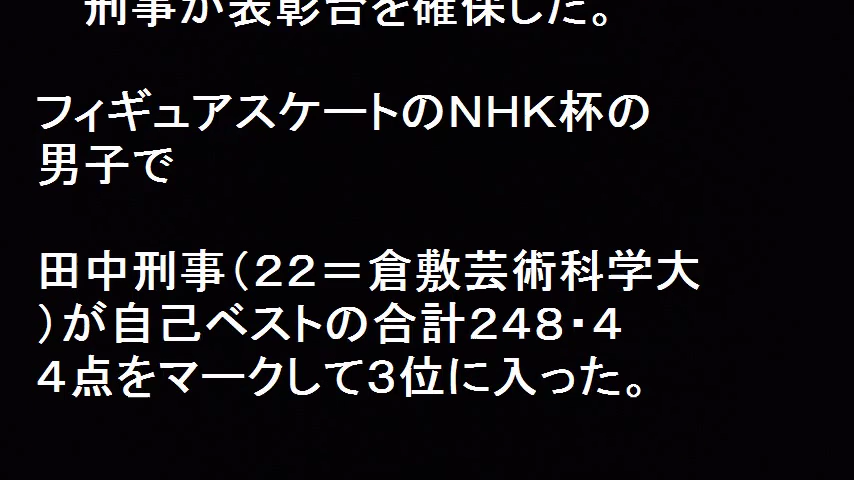 刑事が表彰台を確保した。
フィギュアスケートのNHK杯の
男子で
田中刑事（22＝倉敷芸術科学大
）が自己ベストの合計248・4
4点をマークして3位に入った。